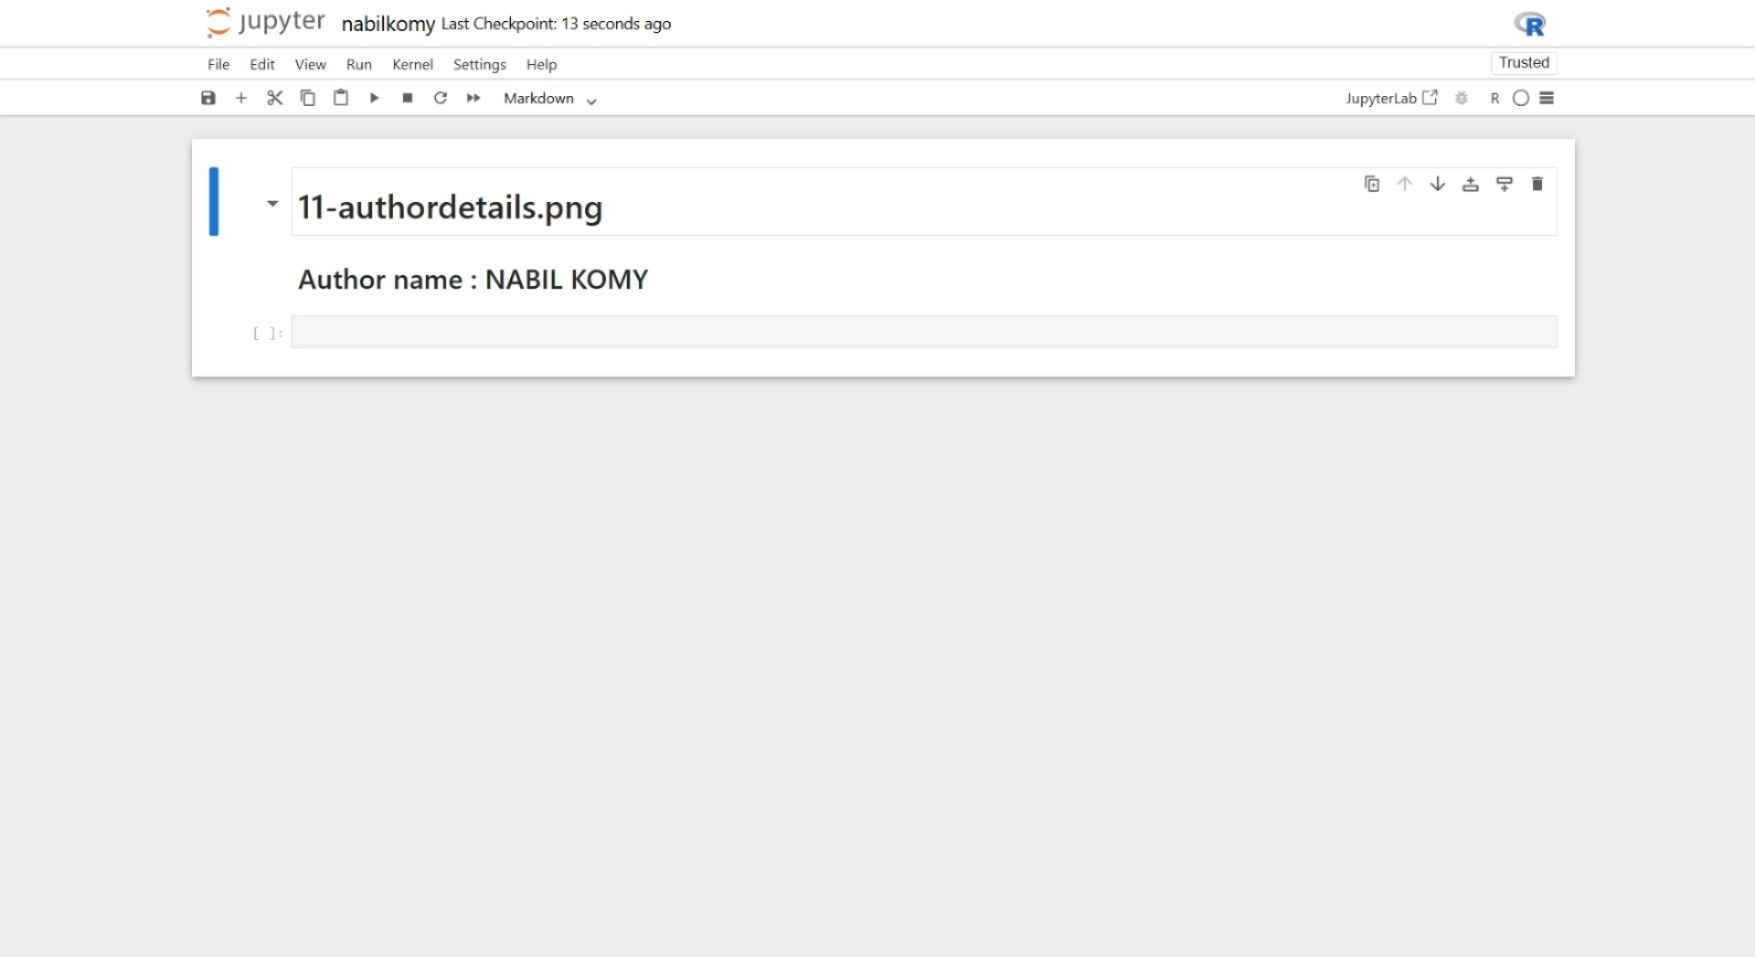 jupyter nabilkomy Last Checkpoint: 13 seconds ago
R
File Edit View Run Kernel Settings Help
Trusted
Markdown
JupyterLab R
11-authordetails.png
Author name : NABIL KOMY
[ ]: